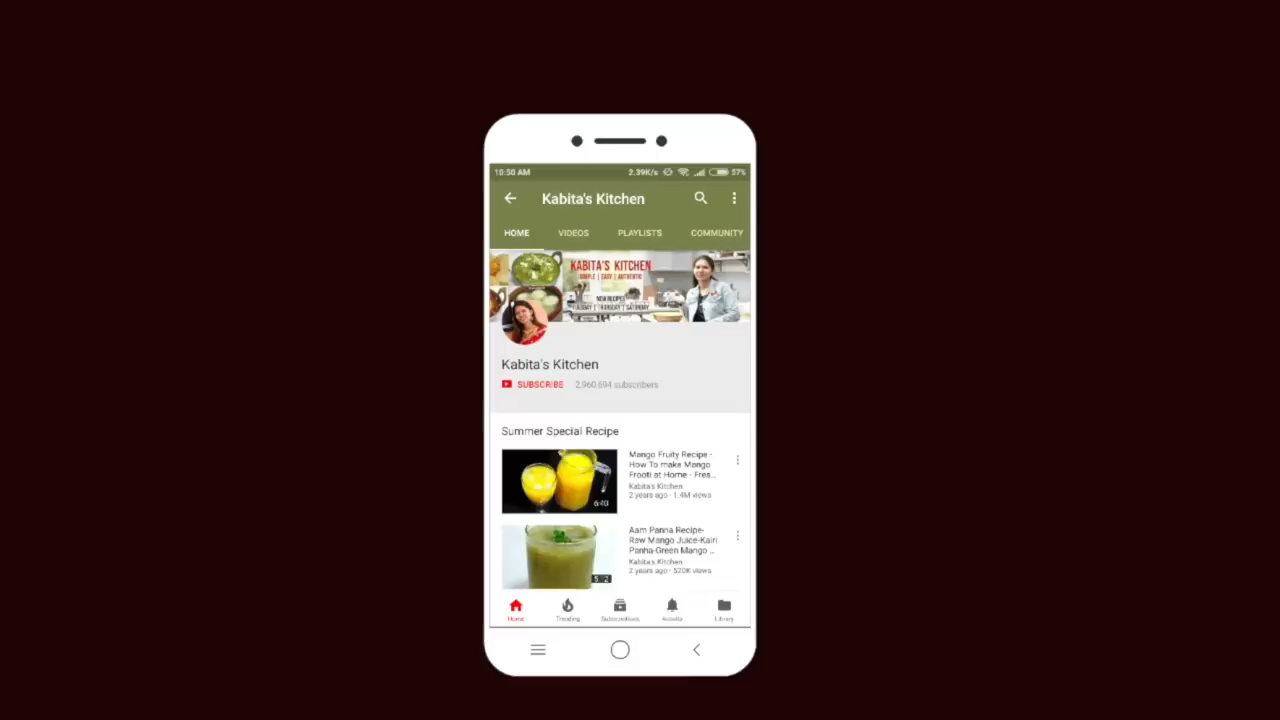 10:50 AM 2.39K/s 57%
Kabita's Kitchen
HOME VIDEOS PLAYLISTS COMMUNITY
KABITA'S KITCHEN
SIMPLE | EASY | AUTHENTIC
NEW RECIPES
THURSDAY | SATURDAY
Kabita's Kitchen
SUBSCRIBE 2,960,694 subscribers
Summer Special Recipe
Mango Fruity Recipe -
How To make Mango
Frooti at Home - Fres...
Kabita's Kitchen
2 years ago · 1.4M views
6:40
Aam Panna Recipe-
Raw Mango Juice-Kairi
Panha-Green Mango ...
Kabita's Kitchen
2 years ago · 520K views
Home Trending Subscriptions Activity Library